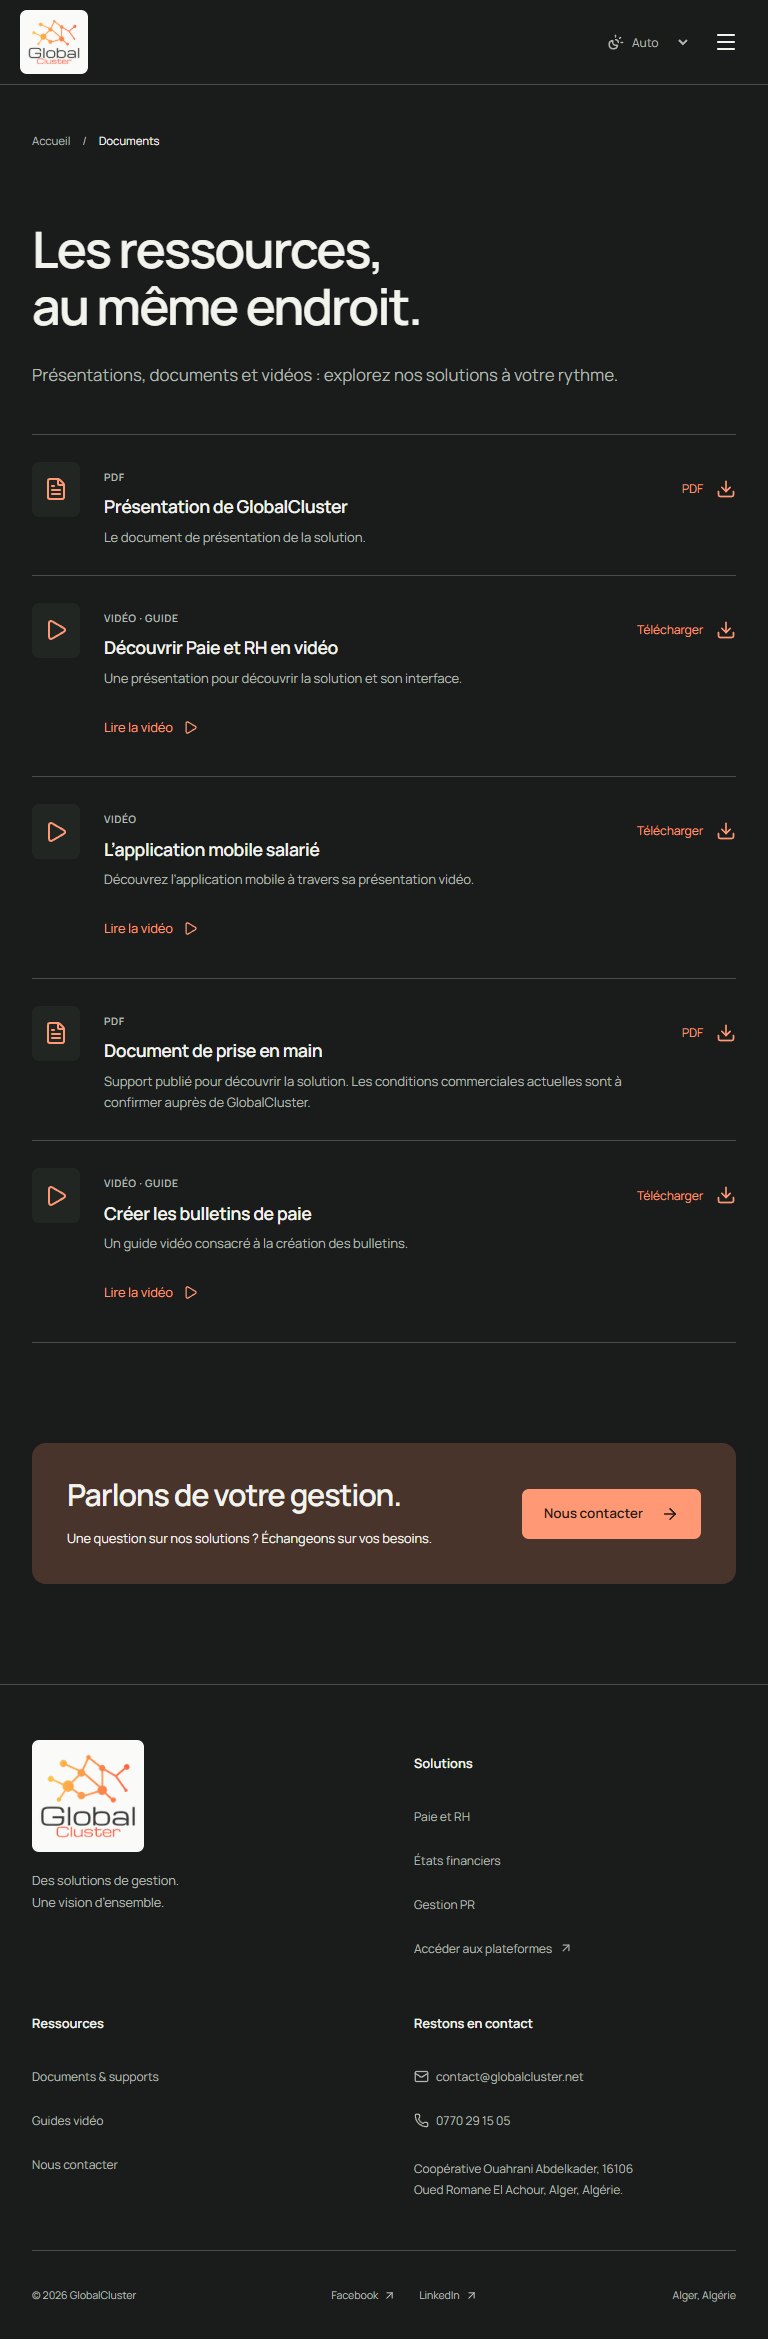 Global
Cluster
Auto
Accueil / Documents
Les ressources,
au même endroit.
Présentations, documents et vidéos : explorez nos solutions à votre rythme.
PDF
Présentation de GlobalCluster
Le document de présentation de la solution.
PDF
VIDÉO · GUIDE
Découvrir Paie et RH en vidéo
Une présentation pour découvrir la solution et son interface.
Lire la vidéo
Télécharger
VIDÉO
L’application mobile salarié
Découvrez l’application mobile à travers sa présentation vidéo.
Lire la vidéo
Télécharger
PDF
Document de prise en main
Support publié pour découvrir la solution. Les conditions commerciales actuelles sont à
confirmer auprès de GlobalCluster.
PDF
VIDÉO · GUIDE
Créer les bulletins de paie
Un guide vidéo consacré à la création des bulletins.
Lire la vidéo
Télécharger
Parlons de votre gestion.
Une question sur nos solutions ? Échangeons sur vos besoins.
Nous contacter
Global
Cluster
Des solutions de gestion.
Une vision d’ensemble.
Solutions
Paie et RH
États financiers
Gestion PR
Accéder aux plateformes
Ressources
Documents & supports
Guides vidéo
Nous contacter
Restons en contact
contact@globalcluster.net
0770 29 15 05
Coopérative Ouahrani Abdelkader, 16106
Oued Romane El Achour, Alger, Algérie.
© 2026 GlobalCluster
Facebook
LinkedIn
Alger, Algérie